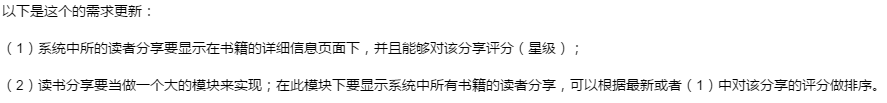 以下是这个的需求更新：
（1）系统中所的读者分享要显示在书籍的详细信息页面下，并且能够对该分享评分（星级）；
（2）读书分享要当做一个大的模块来实现；在此模块下要显示系统中所有书籍的读者分享，可以根据最新或者（1）中对该分享的评分做排序。